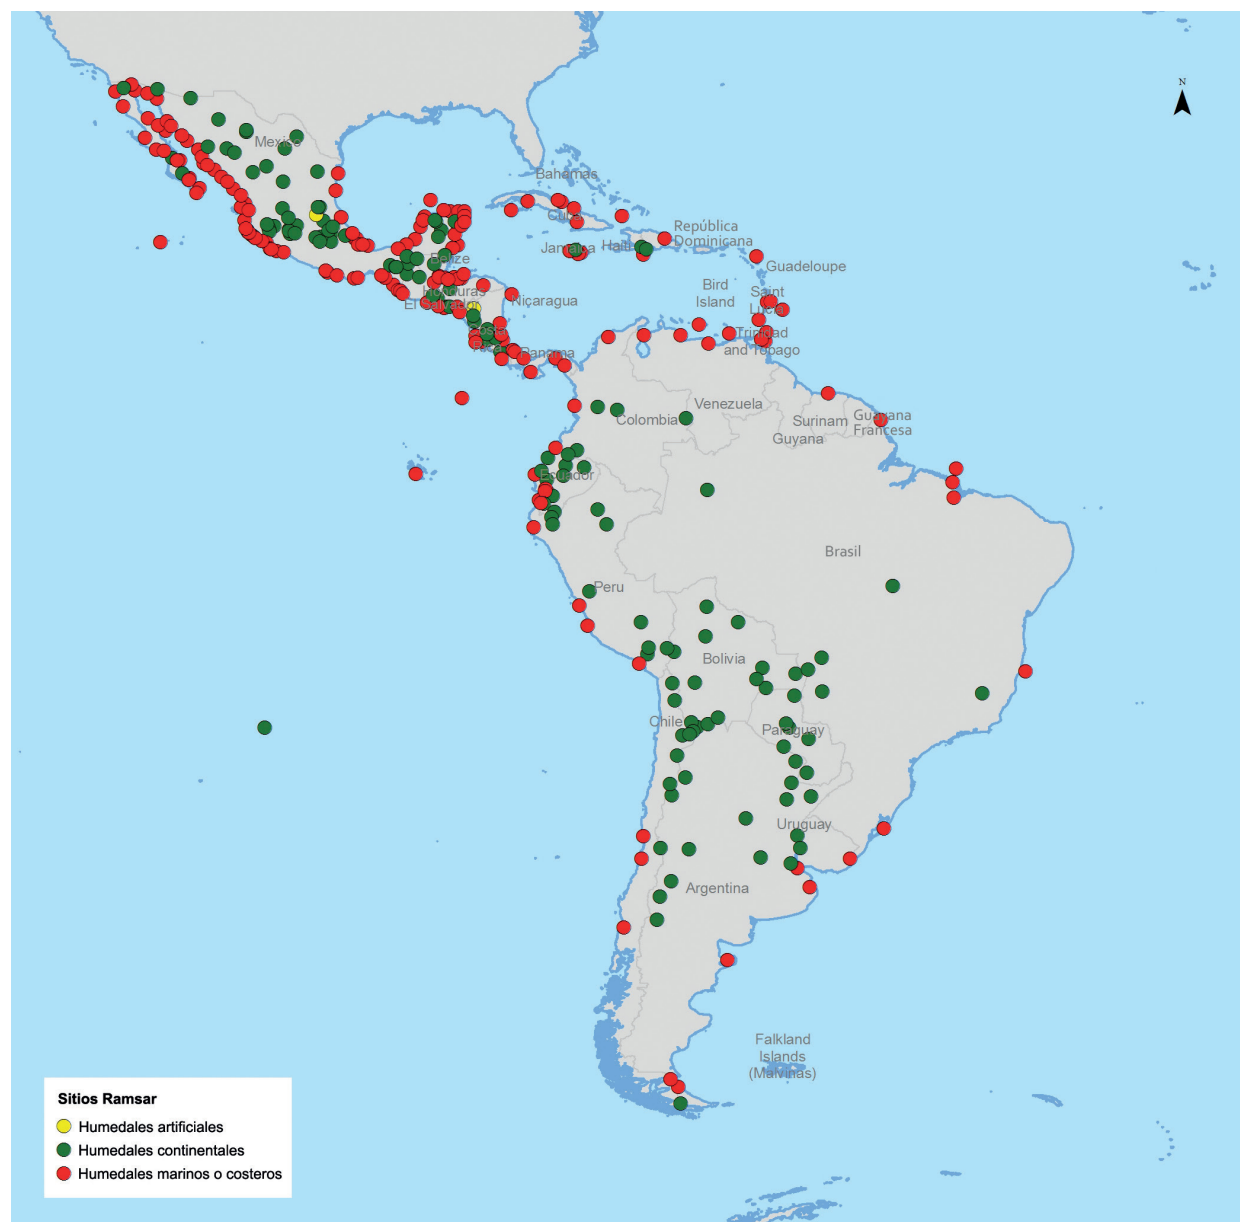 N
Mexico
Bahamas
Cuba
República
Dominicana
Jamaica
Haiti
Belize
Guadeloupe
Bird
Island
Saint
Lucia
Honduras
El Salvador
Nicaragua
Costa
Rica
Panama
Trinidad
and Tobago
Venezuela
Colombia
Surinam
Guyana
Guayana
Francesa
Ecuador
Brasil
Peru
Bolivia
Chile
Paraguay
Uruguay
Argentina
Falkland
Islands
(Malvinas)
Sitios Ramsar
Humedales artificiales
Humedales continentales
Humedales marinos o costeros